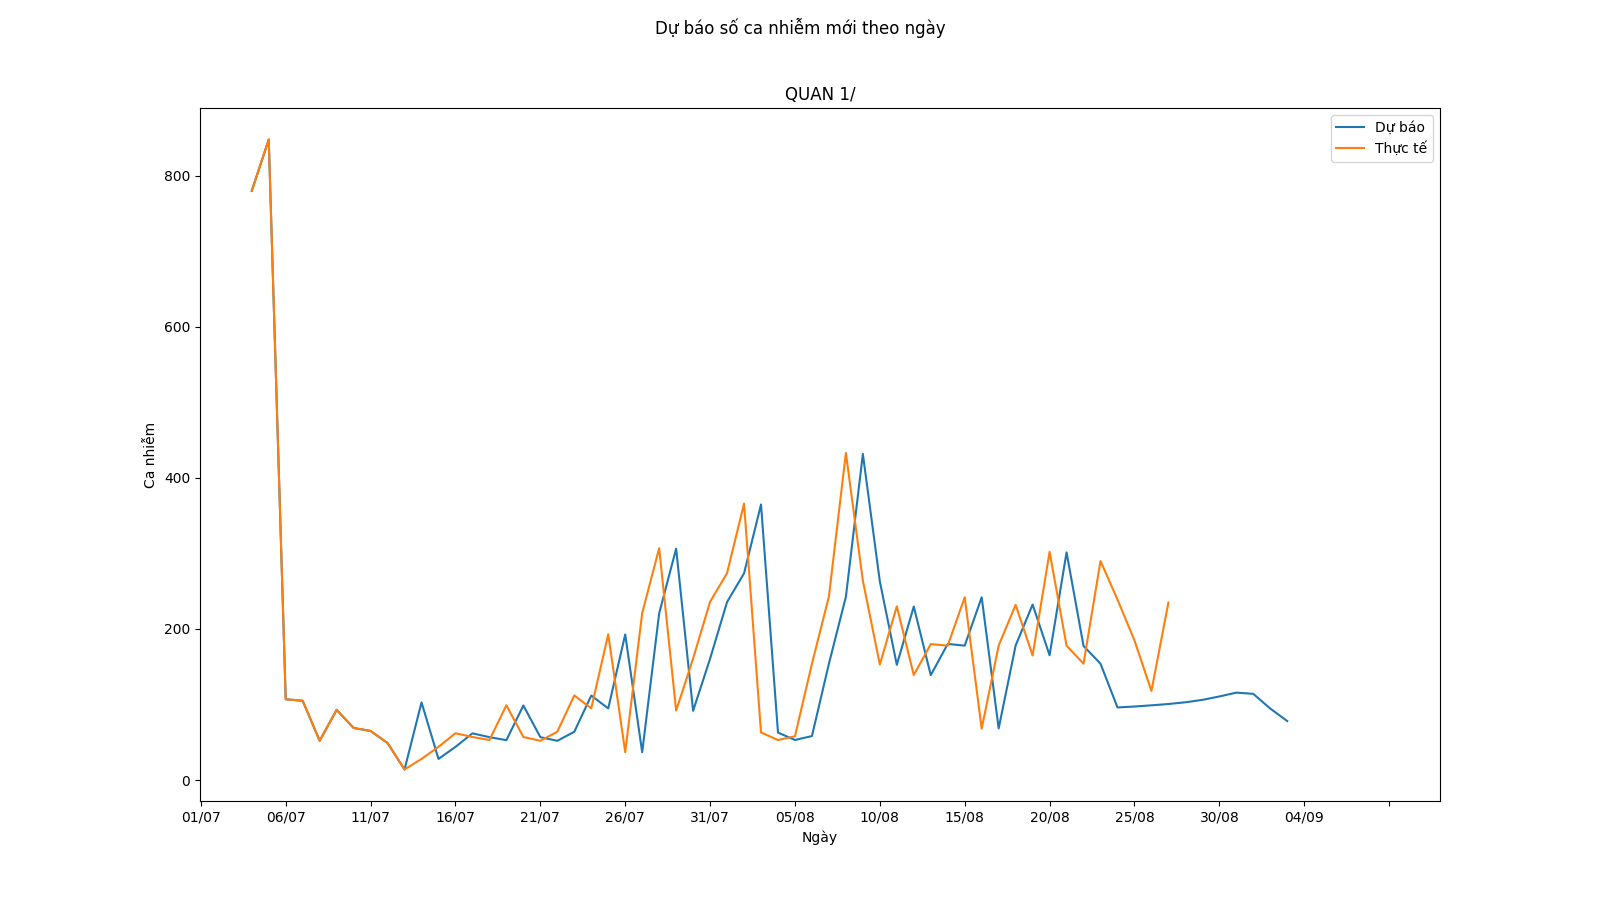 Dự báo số ca nhiễm mới theo ngày
QUAN 1/
Dự báo
Thực tế
800
600
400
200
0
Ca nhiễm
01/07 06/07 11/07 16/07 21/07 26/07 31/07 05/08 10/08 15/08 20/08 25/08 30/08 04/09
Ngày